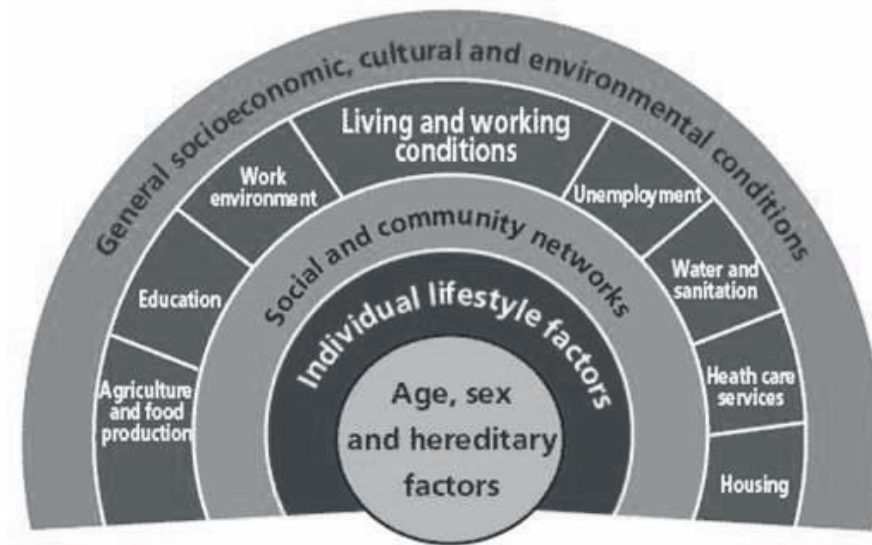 General socioeconomic, cultural and environmental conditions
Living and working
conditions
Work
environment
Unemployment
Education
Water and
sanitation
Agriculture
and food
production
Heath care
services
Housing
Social and community networks
Individual lifestyle factors
Age, sex
and hereditary
factors